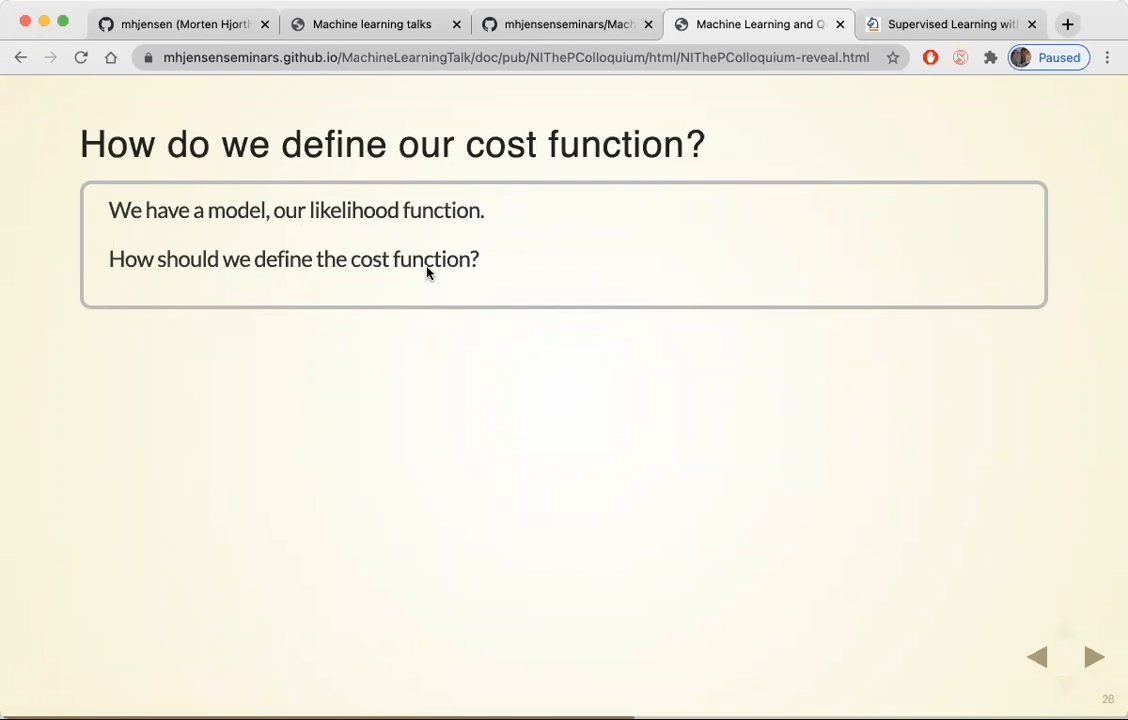 mhjensen (Morten Hjort
Machine learning talks
mhjensenseminars/Mach
Machine Learning and Q
Supervised Learning wit
mhjensenseminars.github.io/MachineLearningTalk/doc/pub/NIThePColloquium/html/NIThePColloquium-reveal.html
Paused
How do we define our cost function?
We have a model, our likelihood function.
How should we define the cost function?
28